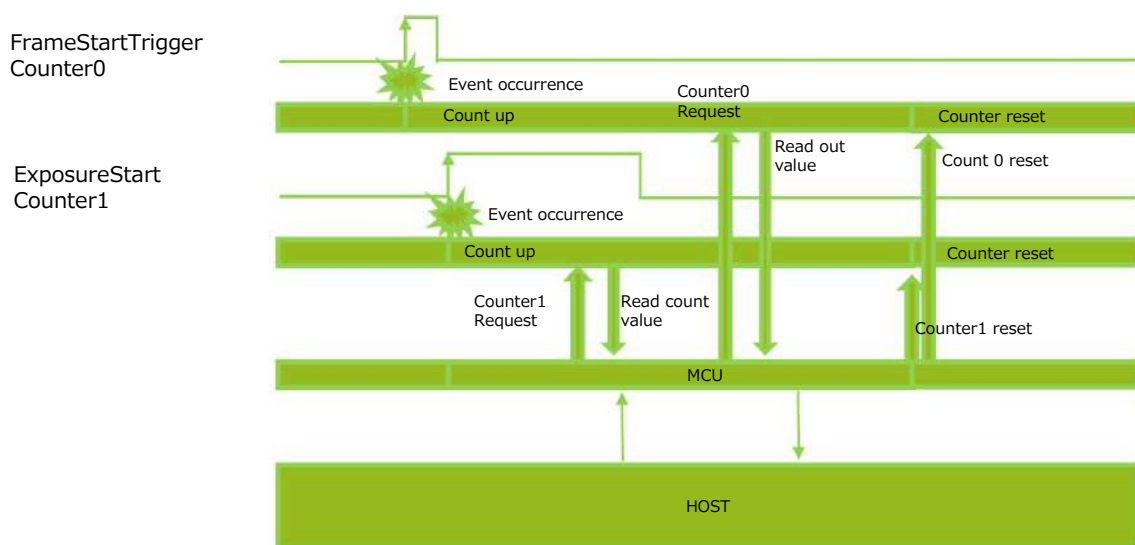 FrameStartTrigger
Counter0
Event occurrence
Counter0
Request
Count up
Counter reset
Read out
value
Count 0 reset
ExposureStart
Counter1
Event occurrence
Count up
Counter reset
Counter1
Request
Read count
value
Counter1 reset
MCU
HOST